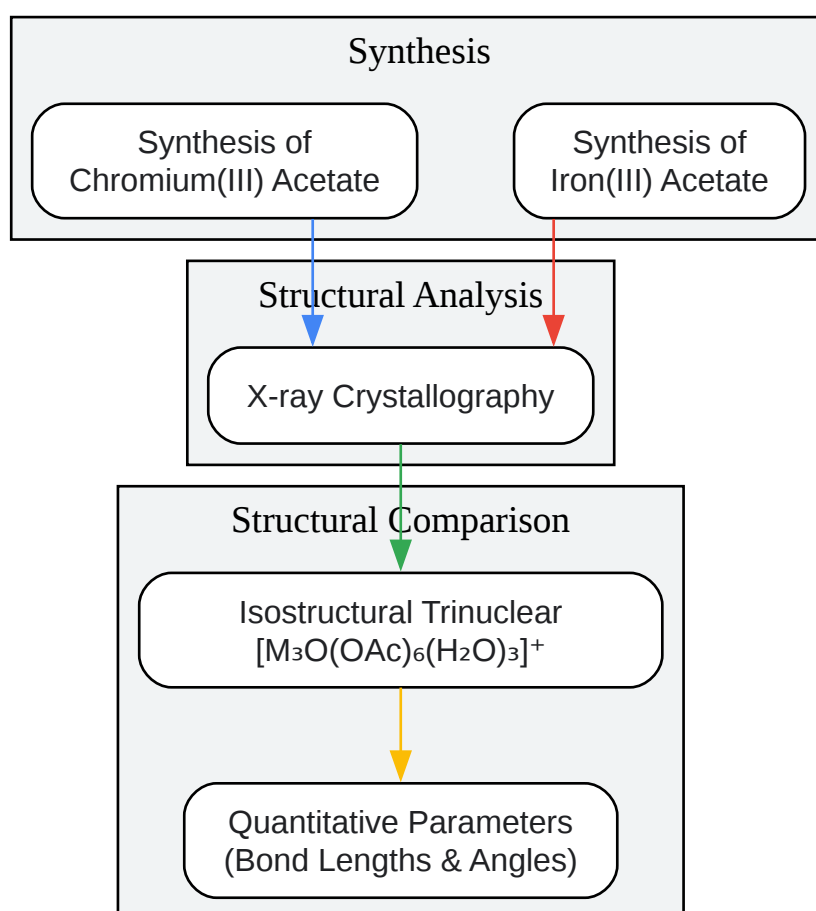 Synthesis
Synthesis of
Chromium(III) Acetate
Synthesis of
Iron(III) Acetate
Structural Analysis
X-ray Crystallography
Structural Comparison
Isostructural Trinuclear
[M₃O(OAc)₆(H₂O)₃]⁺
Quantitative Parameters
(Bond Lengths & Angles)